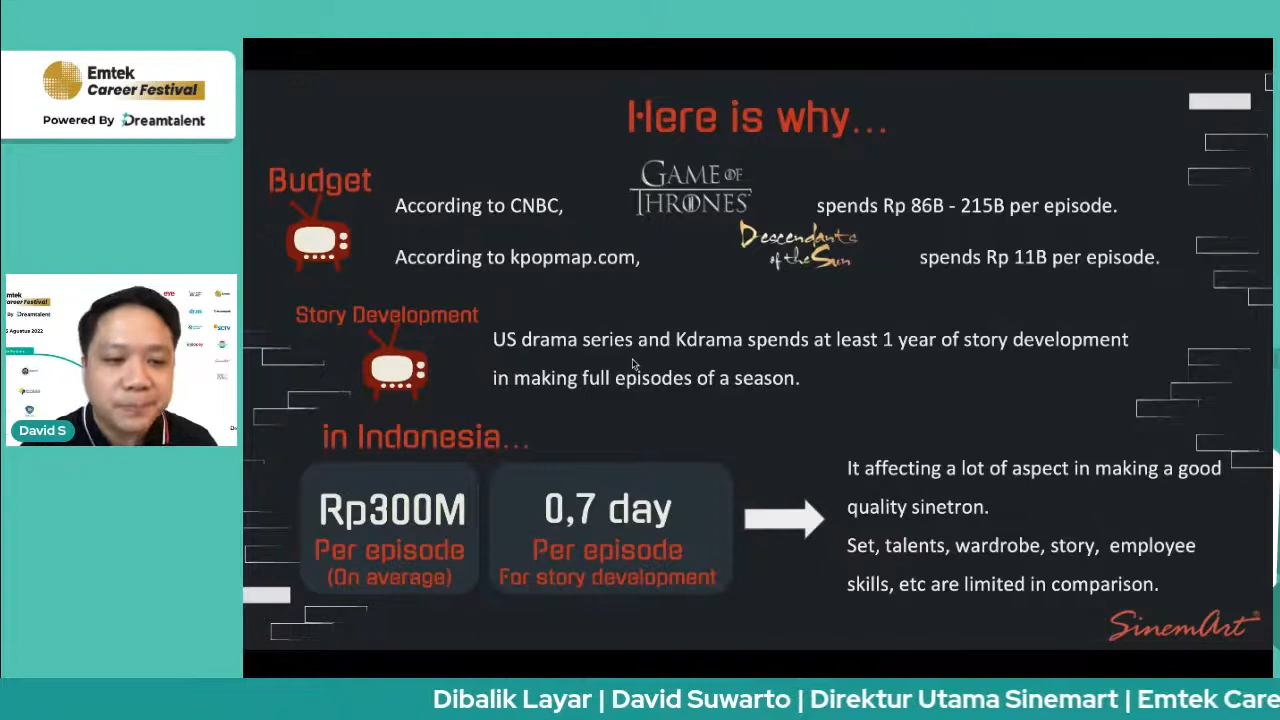 Emtek
Career Festival
Powered By Dreamtalent
Here is why...
Budget
According to CNBC, GAME OF THRONES spends Rp 86B - 215B per episode.
According to kpopmap.com, Descendants of the Sun spends Rp 11B per episode.
Story Development
US drama series and Kdrama spends at least 1 year of story development
in making full episodes of a season.
in Indonesia...
Rp300M
Per episode
(On average)
0,7 day
Per episode
For story development
It affecting a lot of aspect in making a good
quality sinetron.
Set, talents, wardrobe, story, employee
skills, etc are limited in comparison.
SinemArt
David S
Dibalik Layar | David Suwarto | Direktur Utama Sinemart | Emtek Care